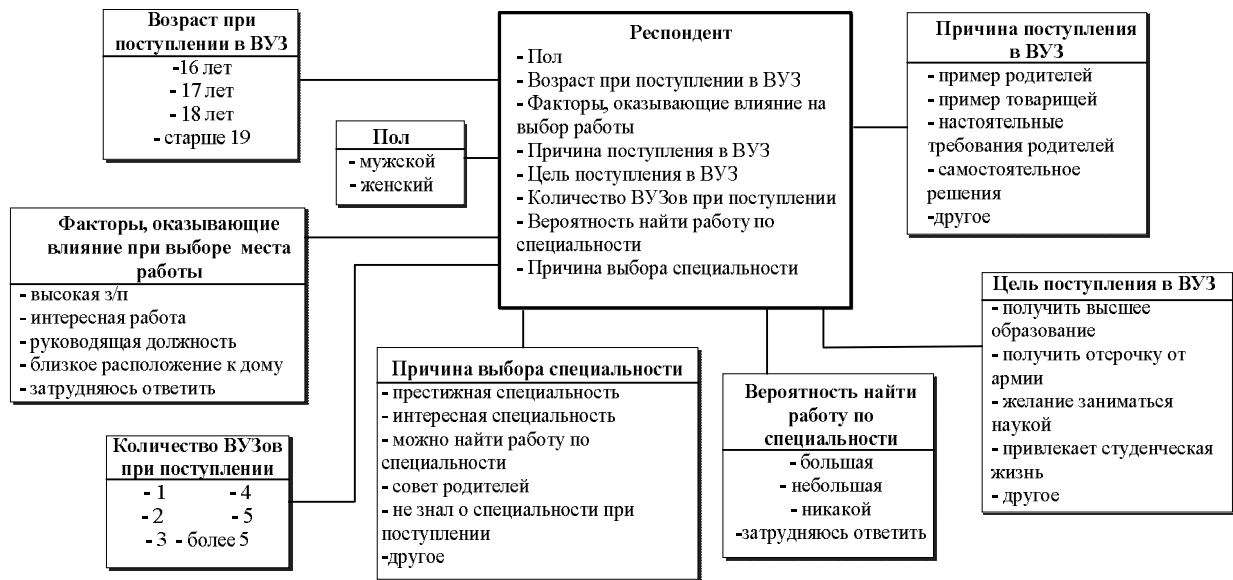 Возраст при
поступлении в ВУЗ
-16 лет
- 17 лет
- 18 лет
- старше 19
Пол
- мужской
- женский
Респондент
- Пол
- Возраст при поступлении в ВУЗ
- Факторы, оказывающие влияние на
выбор работы
- Причина поступления в ВУЗ
- Цель поступления в ВУЗ
- Количество ВУЗов при поступлении
- Вероятность найти работу по
специальности
- Причина выбора специальности
Причина поступления
в ВУЗ
- пример родителей
- пример товарищей
- настоятельные
требования родителей
- самостоятельное
решения
-другое
Факторы, оказывающие
влияние при выборе места
работы
- высокая з/п
- интересная работа
- руководящая должность
- близкое расположение к дому
- затрудняюсь ответить
Количество ВУЗов
при поступлении
- 1 - 4
- 2 - 5
- 3 - более 5
Причина выбора специальности
- престижная специальность
- интересная специальность
- можно найти работу по
специальности
- совет родителей
- не знал о специальности при
поступлении
-другое
Вероятность найти
работу по
специальности
- большая
- небольшая
- никакой
-затрудняюсь ответить
Цель поступления в ВУЗ
- получить высшее
образование
- получить отсрочку от
армии
- желание заниматься
наукой
- привлекает студенческая
жизнь
- другое